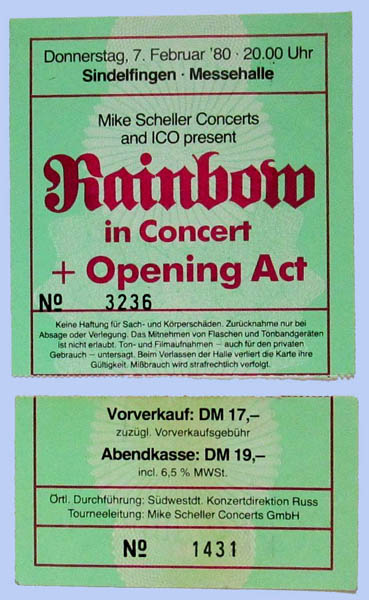 Donnerstag, 7. Februar '80 · 20.00 Uhr
Sindelfingen · Messehalle
Mike Scheller Concerts
and ICO present
Rainbow
in Concert
+ Opening Act
№ 3236
Keine Haftung für Sach- und Körperschäden. Zurücknahme nur bei
Absage oder Verlegung. Das Mitnehmen von Flaschen und Tonbandgeräten
ist nicht erlaubt. Ton- und Filmaufnahmen – auch für den privaten
Gebrauch – untersagt. Beim Verlassen der Halle verliert die Karte ihre
Gültigkeit. Mißbrauch wird strafrechtlich verfolgt.
Vorverkauf: DM 17,–
zuzügl. Vorverkaufsgebühr
Abendkasse: DM 19,–
incl. 6,5 % MWSt.
Örtl. Durchführung: Südwestdt. Konzertdirektion Russ
Tourneeleitung: Mike Scheller Concerts GmbH
№ 1431